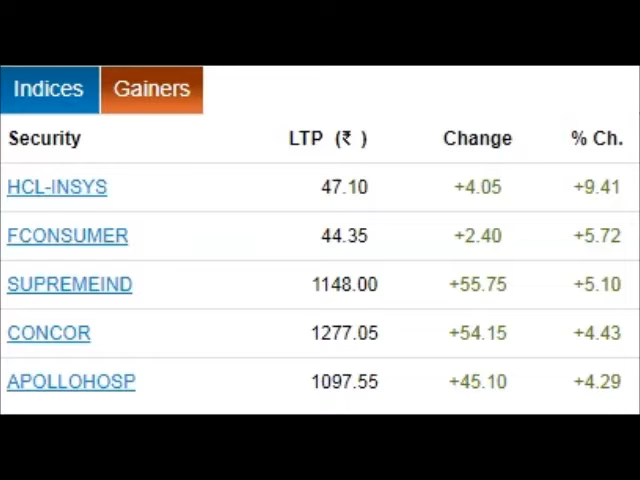 Indices Gainers
Security LTP (₹ ) Change % Ch.
HCL-INSYS 47.10 +4.05 +9.41
FCONSUMER 44.35 +2.40 +5.72
SUPREMEIND 1148.00 +55.75 +5.10
CONCOR 1277.05 +54.15 +4.43
APOLLOHOSP 1097.55 +45.10 +4.29